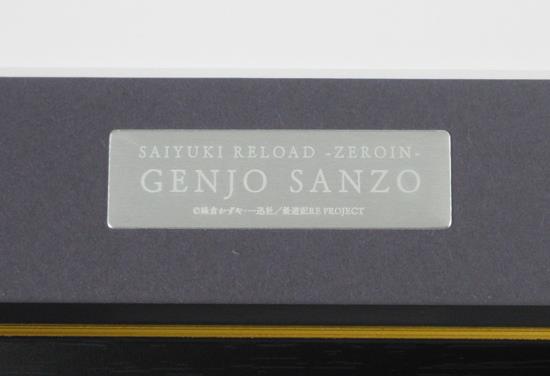 SAIYUKI RELOAD -ZEROIN-
GENJO SANZO
©峰倉かずや・一迅社／最遊記RE PROJECT